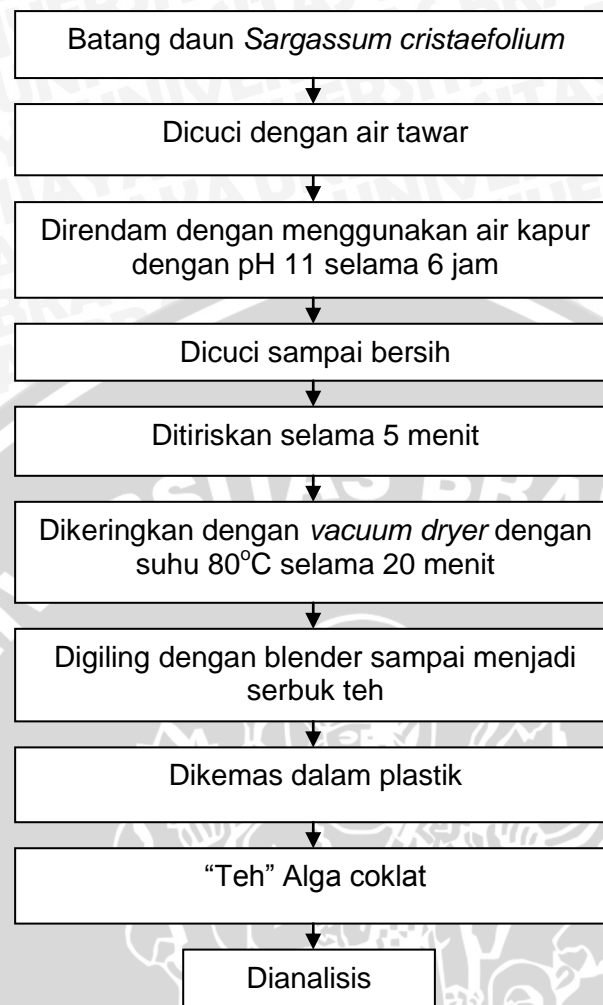 Batang daun Sargassum cristaefolium
Dicuci dengan air tawar
Direndam dengan menggunakan air kapur
dengan pH 11 selama 6 jam
Dicuci sampai bersih
Ditiriskan selama 5 menit
Dikeringkan dengan vacuum dryer dengan
suhu 80°C selama 20 menit
Digiling dengan blender sampai menjadi
serbuk teh
Dikemas dalam plastik
“Teh” Alga coklat
Dianalisis